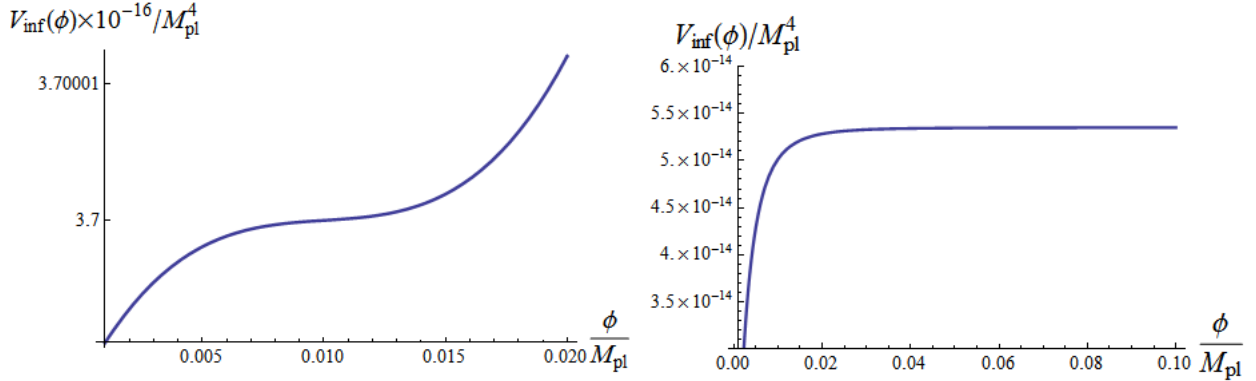 V_inf(ϕ)×10^−16/M_pl^4
3.70001
3.7
0.005 0.010 0.015 0.020
ϕ/M_pl
V_inf(ϕ)/M_pl^4
6.×10^−14
5.5×10^−14
5.×10^−14
4.5×10^−14
4.×10^−14
3.5×10^−14
0.00 0.02 0.04 0.06 0.08 0.10
ϕ/M_pl